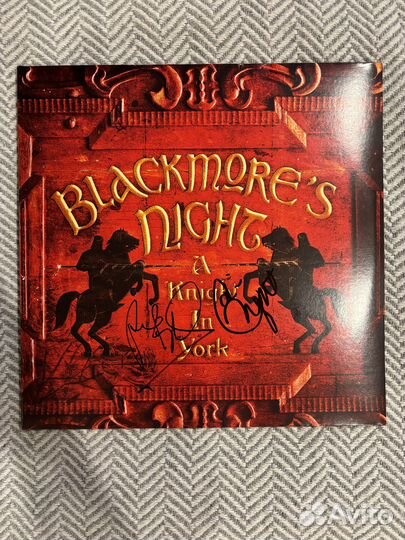 BLACKMORE'S
NIGHT
A
Knight
In
York
Avito